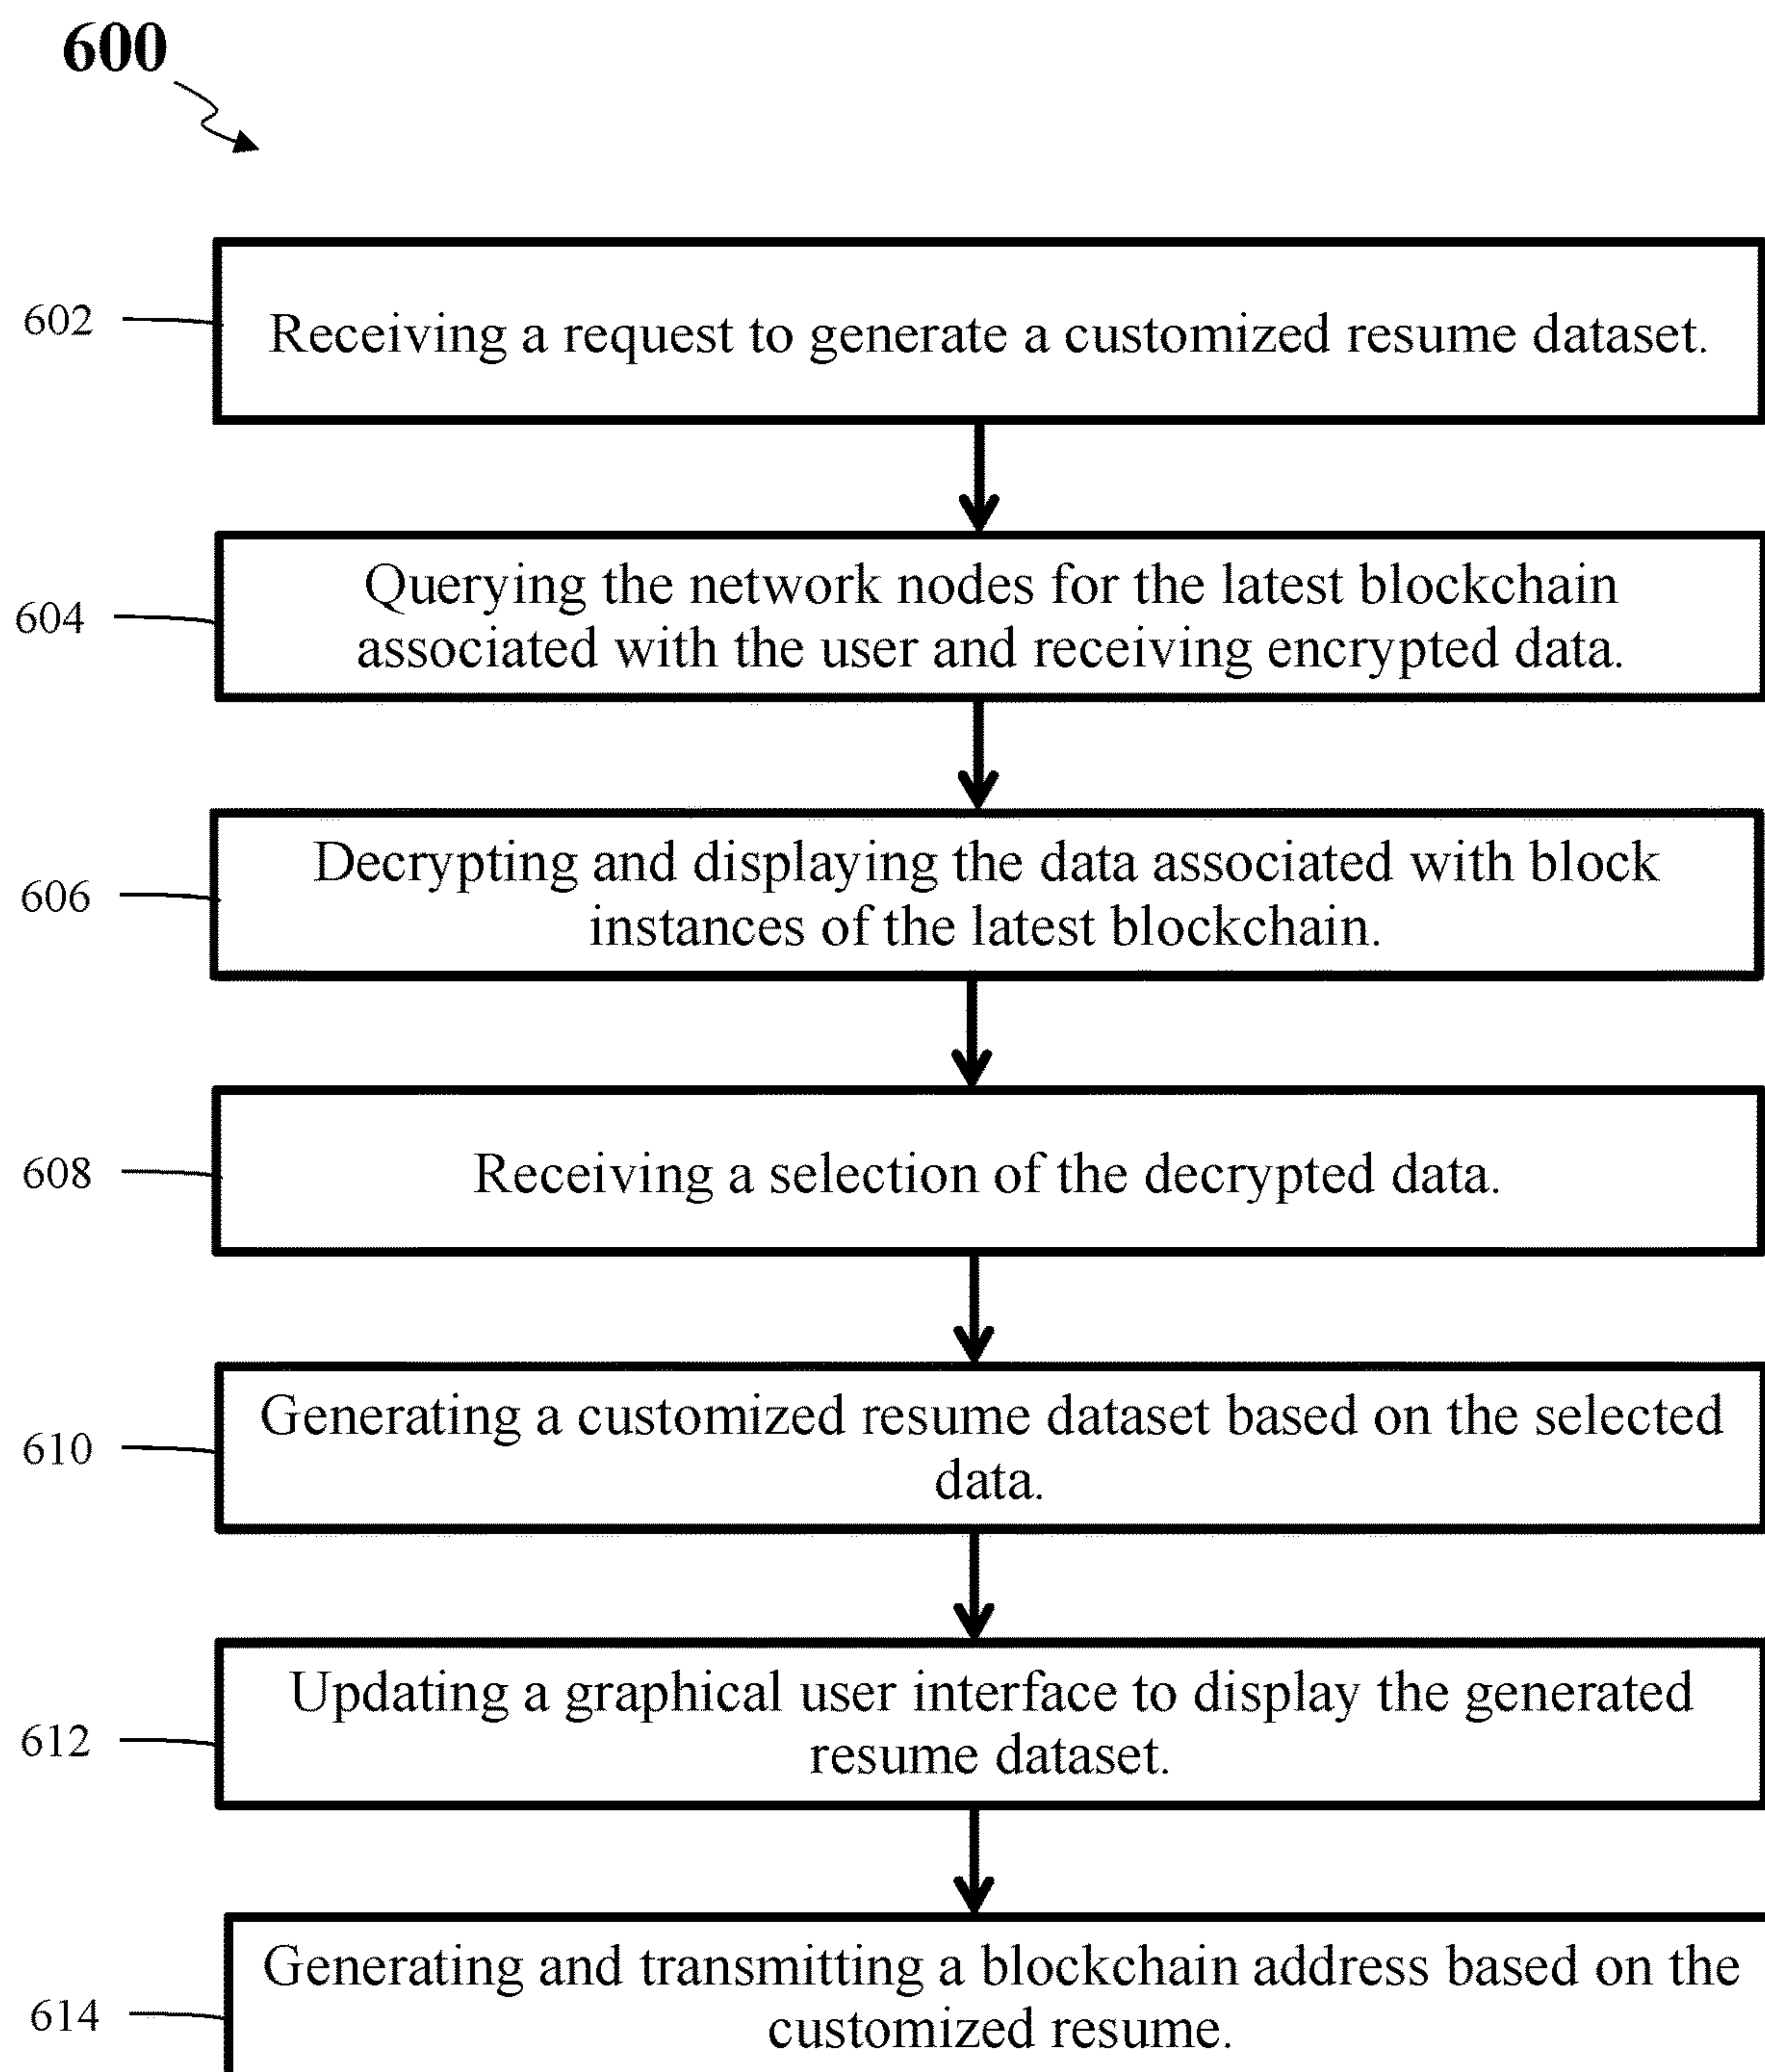 600
602
Receiving a request to generate a customized resume dataset.
604
Querying the network nodes for the latest blockchain
associated with the user and receiving encrypted data.
606
Decrypting and displaying the data associated with block
instances of the latest blockchain.
608
Receiving a selection of the decrypted data.
610
Generating a customized resume dataset based on the selected
data.
612
Updating a graphical user interface to display the generated
resume dataset.
614
Generating and transmitting a blockchain address based on the
customized resume.